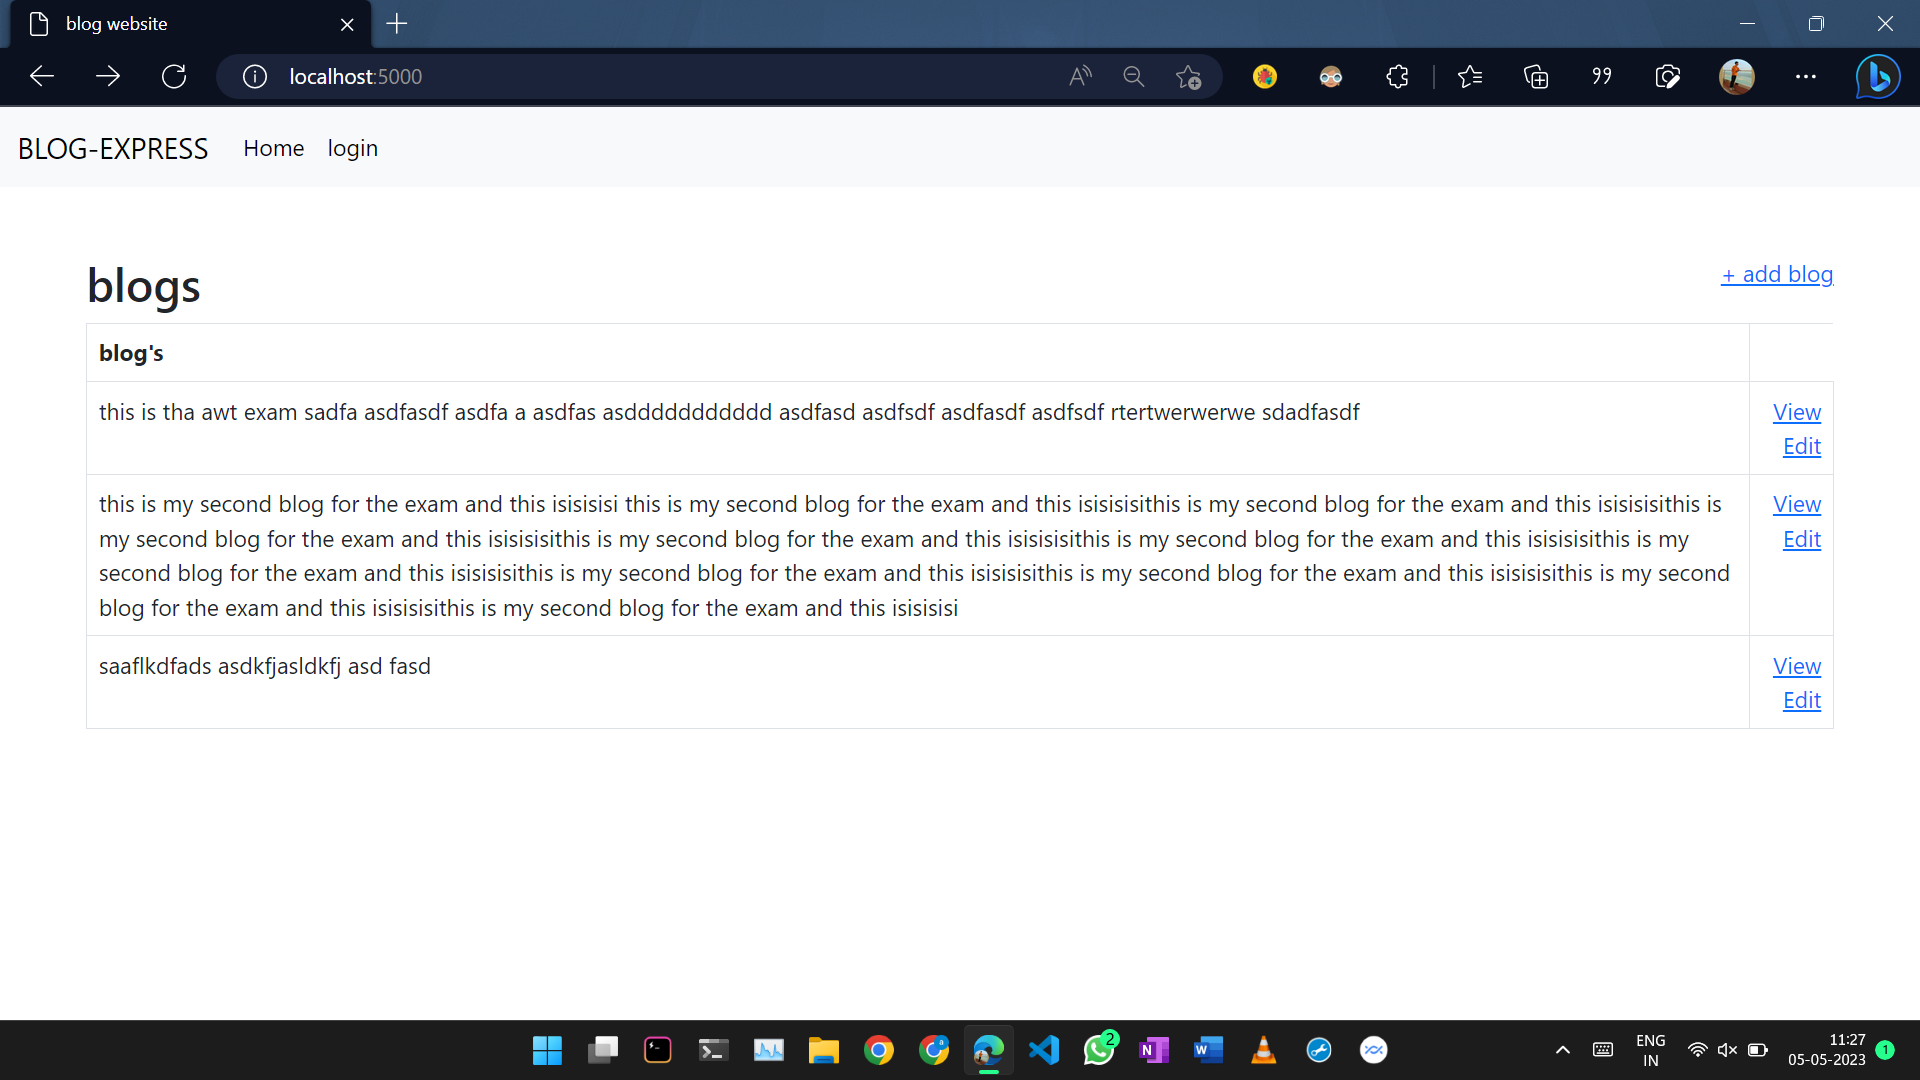 blog website
localhost:5000
BLOG-EXPRESS Home login
blogs
+ add blog
blog's
this is tha awt exam sadfa asdfasdf asdfa a asdfas asddddddddddd asdfasd asdfsdf asdfasdf asdfsdf rtertwerwerwe sdadfasdf
View
Edit
this is my second blog for the exam and this isisisisi this is my second blog for the exam and this isisisisithis is my second blog for the exam and this isisisisithis is
my second blog for the exam and this isisisisithis is my second blog for the exam and this isisisisithis is my second blog for the exam and this isisisisithis is my
second blog for the exam and this isisisisithis is my second blog for the exam and this isisisisithis is my second blog for the exam and this isisisisithis is my second
blog for the exam and this isisisisithis is my second blog for the exam and this isisisisi
View
Edit
saaflkdfads asdkfjasldkfj asd fasd
View
Edit
2
ENG
IN
11:27
05-05-2023
1